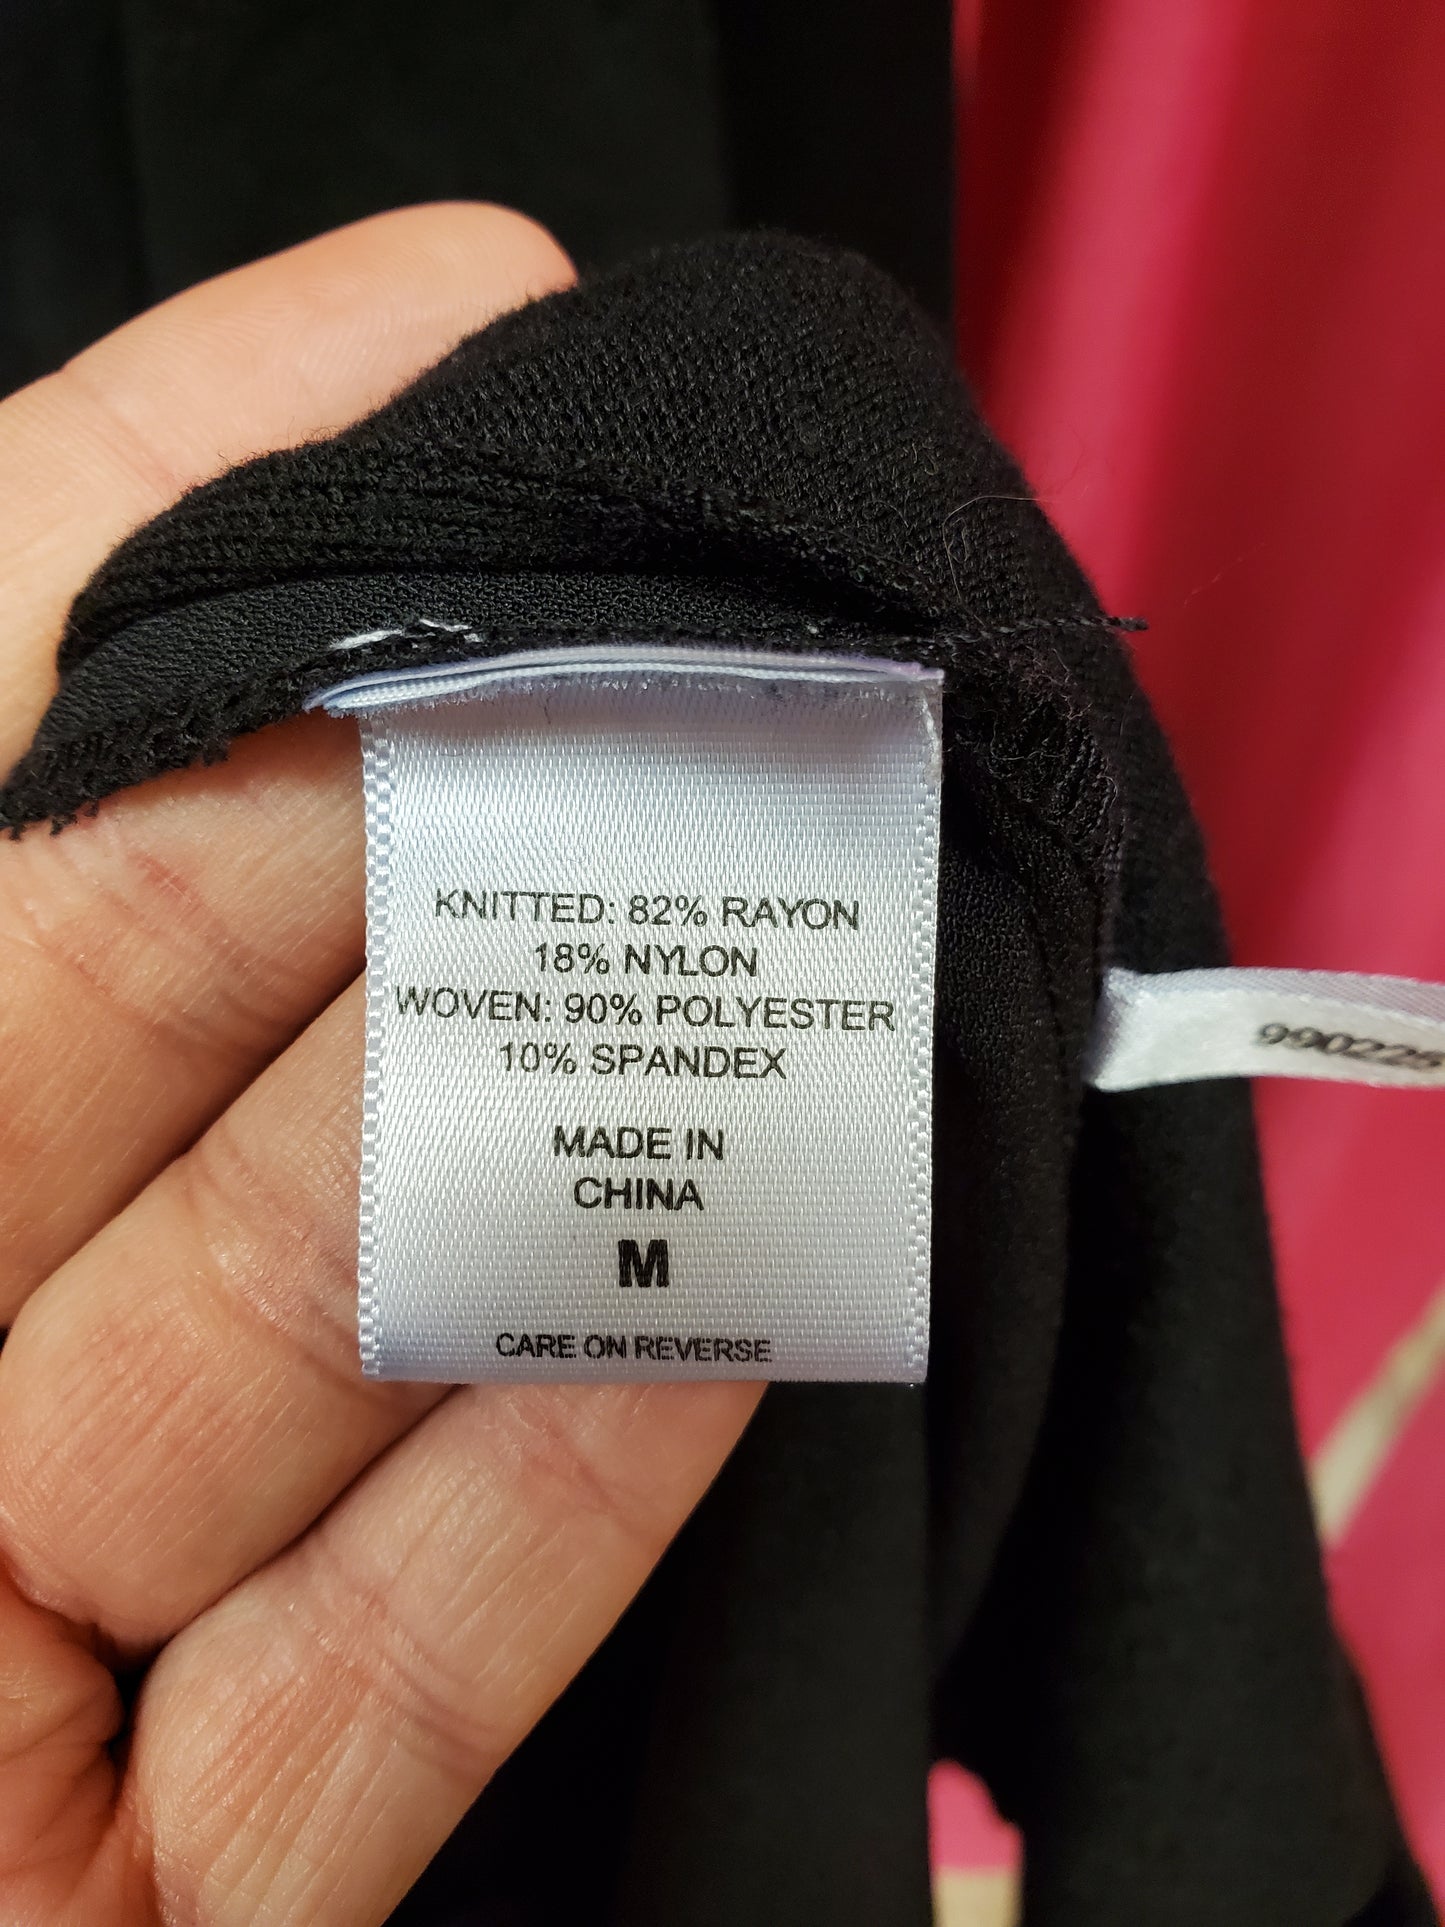 KNITTED: 82% RAYON
18% NYLON
WOVEN: 90% POLYESTER
10% SPANDEX
MADE IN
CHINA
M
CARE ON REVERSE
990225